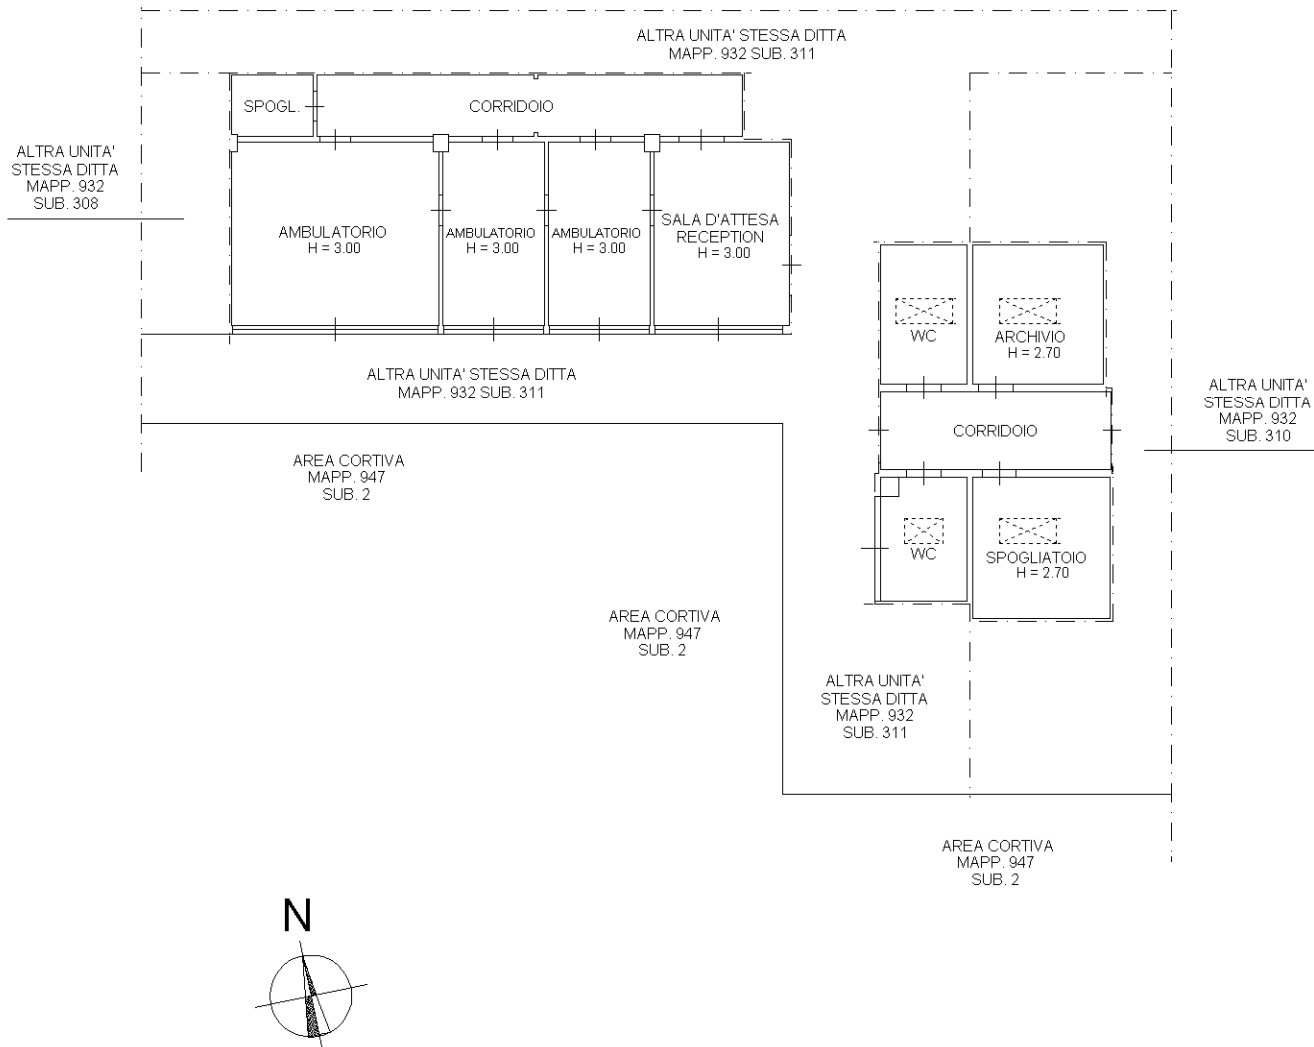 ALTRA UNITA' STESSA DITTA
MAPP. 932 SUB. 311
SPOGL.
CORRIDOIO
ALTRA UNITA'
STESSA DITTA
MAPP. 932
SUB. 308
AMBULATORIO
H = 3.00
AMBULATORIO
H = 3.00
AMBULATORIO
H = 3.00
SALA D'ATTESA
RECEPTION
H = 3.00
WC
ARCHIVIO
H = 2.70
ALTRA UNITA' STESSA DITTA
MAPP. 932 SUB. 311
ALTRA UNITA'
STESSA DITTA
MAPP. 932
SUB. 310
CORRIDOIO
AREA CORTIVA
MAPP. 947
SUB. 2
WC
SPOGLIATOIO
H = 2.70
AREA CORTIVA
MAPP. 947
SUB. 2
ALTRA UNITA'
STESSA DITTA
MAPP. 932
SUB. 311
AREA CORTIVA
MAPP. 947
SUB. 2
N